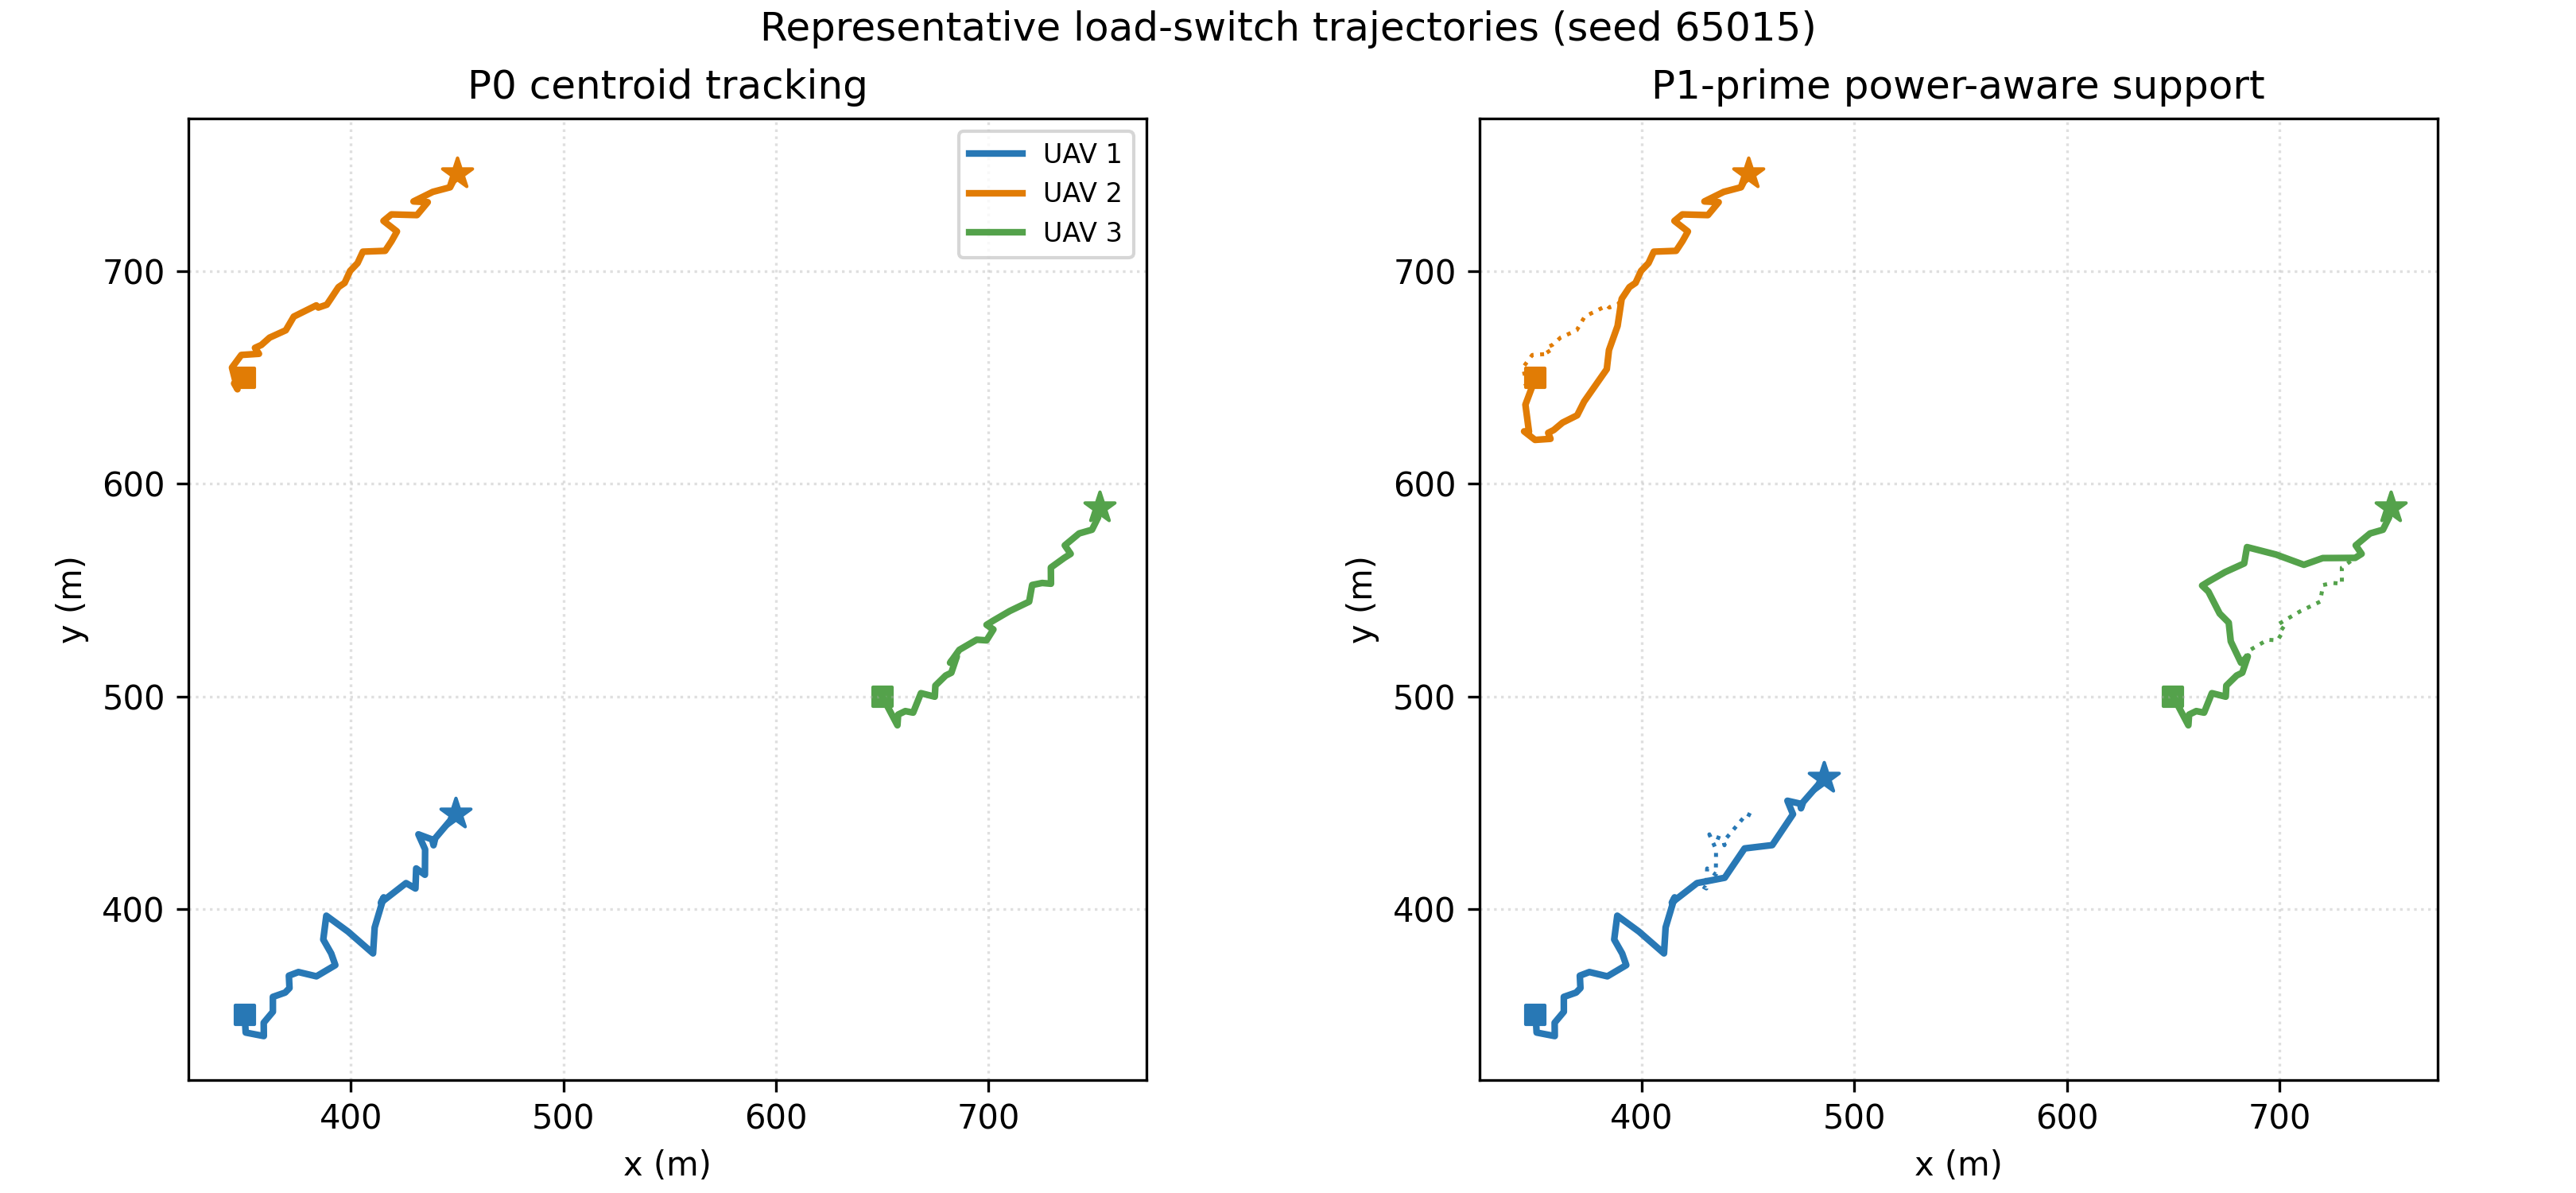 Representative load-switch trajectories (seed 65015)
P0 centroid tracking
UAV 1
UAV 2
UAV 3
700
600
500
400
y (m)
400 500 600 700
x (m)
P1-prime power-aware support
700
600
500
400
y (m)
400 500 600 700
x (m)